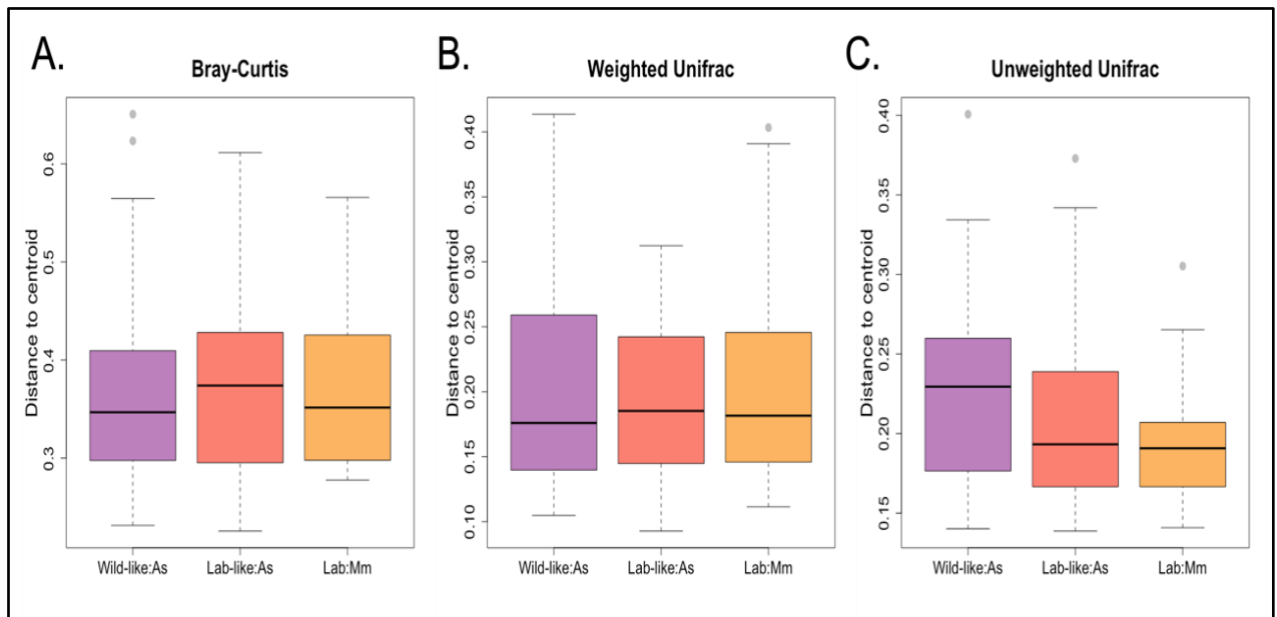 A.
Bray-Curtis
Distance to centroid
0.6
0.5
0.4
0.3
Wild-like:As Lab-like:As Lab:Mm
B.
Weighted Unifrac
Distance to centroid
0.40
0.35
0.30
0.25
0.20
0.15
0.10
Wild-like:As Lab-like:As Lab:Mm
C.
Unweighted Unifrac
Distance to centroid
0.40
0.35
0.30
0.25
0.20
0.15
Wild-like:As Lab-like:As Lab:Mm